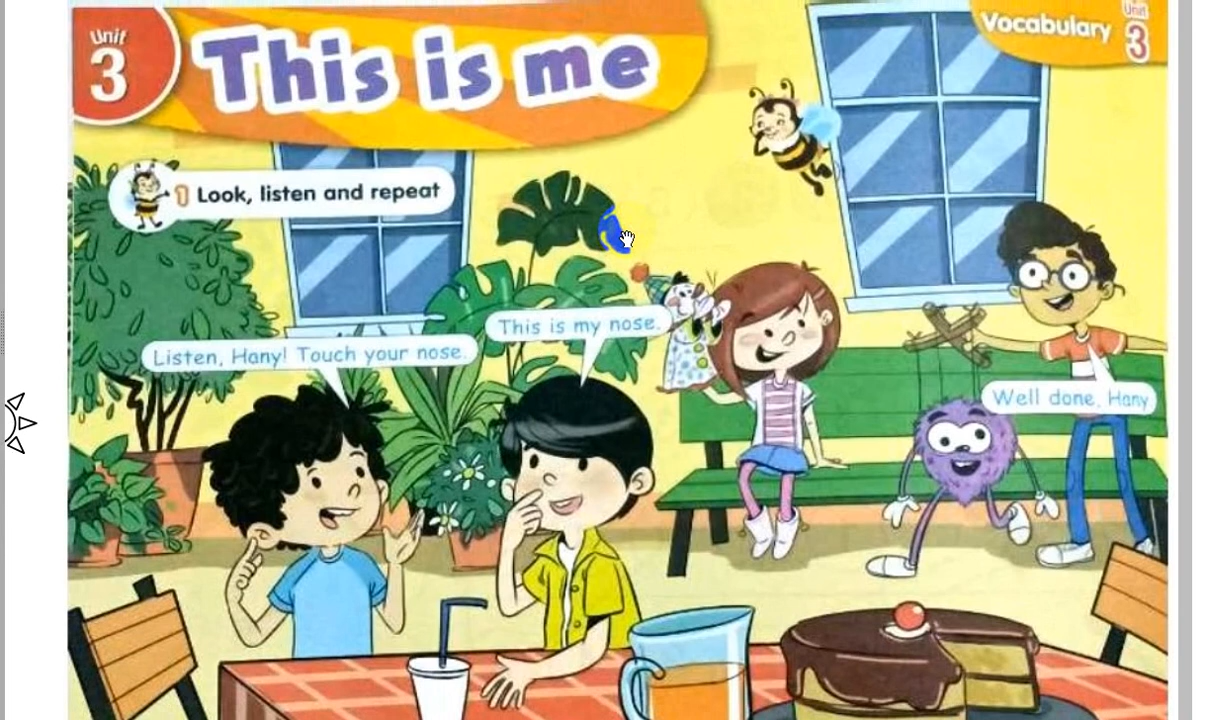 Unit
3
This is me
Vocabulary
Unit
3
1 Look, listen and repeat
This is my nose.
Listen, Hany! Touch your nose.
Well done, Hany